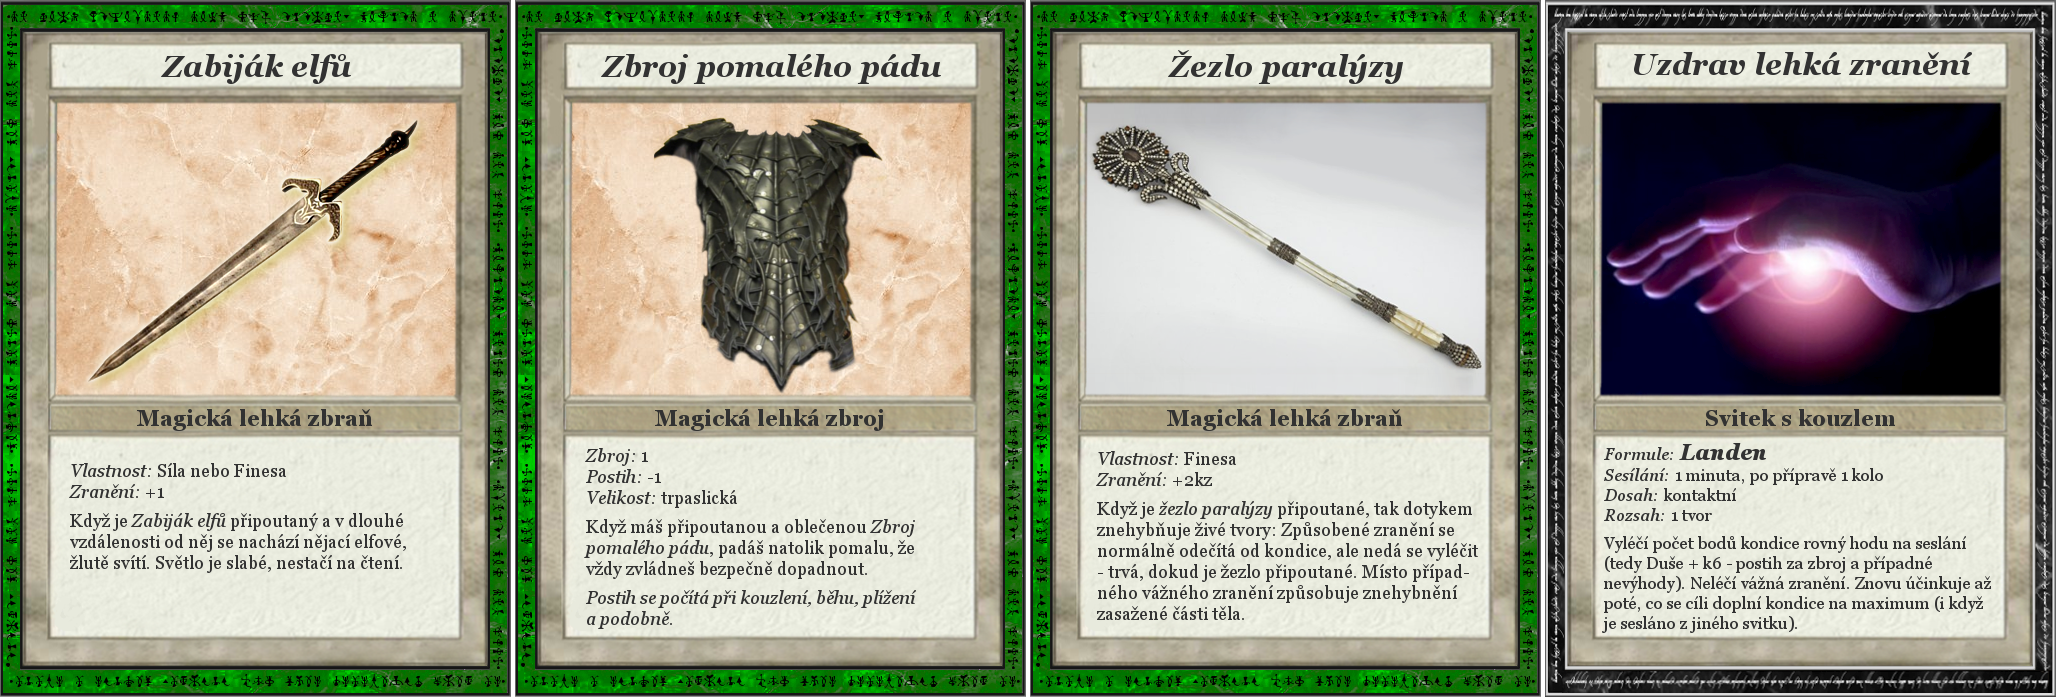 Zabiják elfů
Magická lehká zbraň
Vlastnost: Síla nebo Finesa
Zranění: +1
Když je Zabiják elfů připoutaný a v dlouhé
vzdálenosti od něj se nachází nějací elfové,
žlutě svítí. Světlo je slabé, nestačí na čtení.
Zbroj pomalého pádu
Magická lehká zbroj
Zbroj: 1
Postih: -1
Velikost: trpaslická
Když máš připoutanou a oblečenou Zbroj
pomalého pádu, padáš natolik pomalu, že
vždy zvládneš bezpečně dopadnout.
Postih se počítá při kouzlení, běhu, plížení
a podobně.
Žezlo paralýzy
Magická lehká zbraň
Vlastnost: Finesa
Zranění: +2kz
Když je žezlo paralýzy připoutané, tak dotykem
znehybňuje živé tvory: Způsobené zranění se
normálně odečítá od kondice, ale nedá se vyléčit
- trvá, dokud je žezlo připoutané. Místo případ-
ného vážného zranění způsobuje znehybnění
zasažené části těla.
Uzdrav lehká zranění
Svitek s kouzlem
Formule: Landen
Sesílání: 1 minuta, po přípravě 1 kolo
Dosah: kontaktní
Rozsah: 1 tvor
Vyléčí počet bodů kondice rovný hodu na seslání
(tedy Duše + k6 - postih za zbroj a případné
nevýhody). Neléčí vážná zranění. Znovu účinkuje až
poté, co se cíli doplní kondice na maximum (i když
je sesláno z jiného svitku).